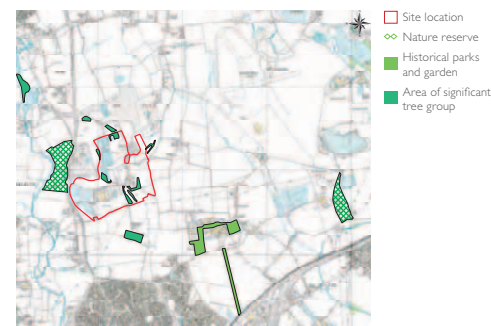 Site location
Nature reserve
Historical parks
and garden
Area of significant
tree group